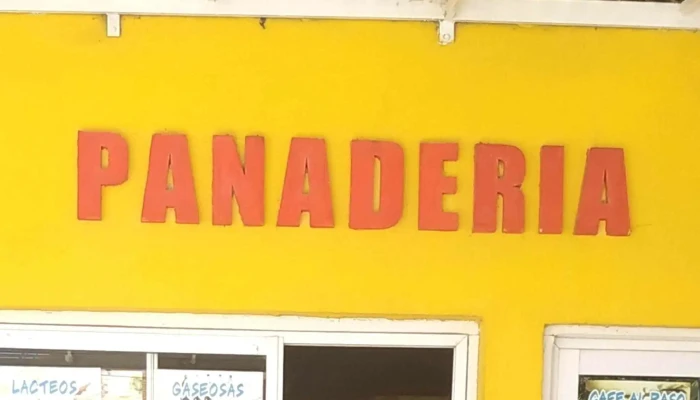 PANADERIA
LACTEOS
GASEOSAS
CAFE AL PASO